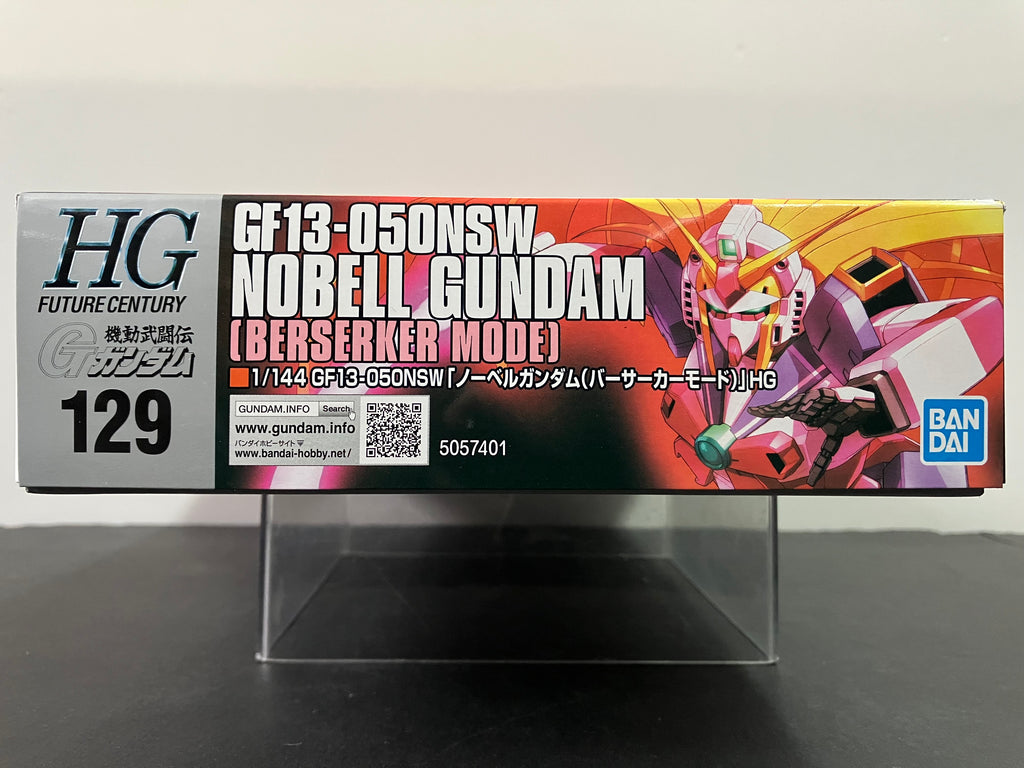 HG
FUTURE CENTURY
機動武闘伝
Gガンダム
129
GF13-050NSW
NOBELL GUNDAM
(BERSERKER MODE)
1/144 GF13-050NSW「ノーベルガンダム(バーサーカーモード)」HG
GUNDAM.INFO Search
www.gundam.info
バンダイホビーサイト▼
www.bandai-hobby.net/
5057401
BAN
DAI